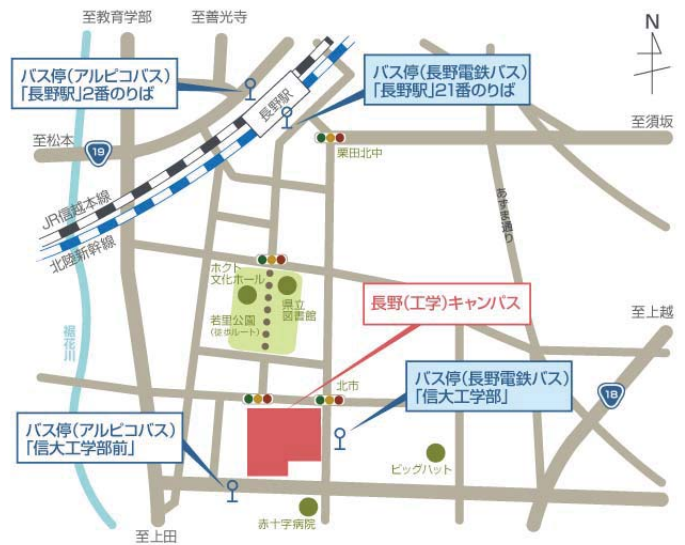 至教育学部
至善光寺
N
バス停(アルピコバス)
「長野駅」2番のりば
長野駅
バス停(長野電鉄バス)
「長野駅」21番のりば
至須坂
至松本
19
栗田北中
JR信越本線
北陸新幹線
あずま通り
ホクト
文化ホール
県立
図書館
若里公園
(徒歩ルート)
長野(工学)キャンパス
至上越
裾花川
北市
バス停(長野電鉄バス)
「信大工学部」
18
バス停(アルピコバス)
「信大工学部前」
ビッグハット
赤十字病院
至上田